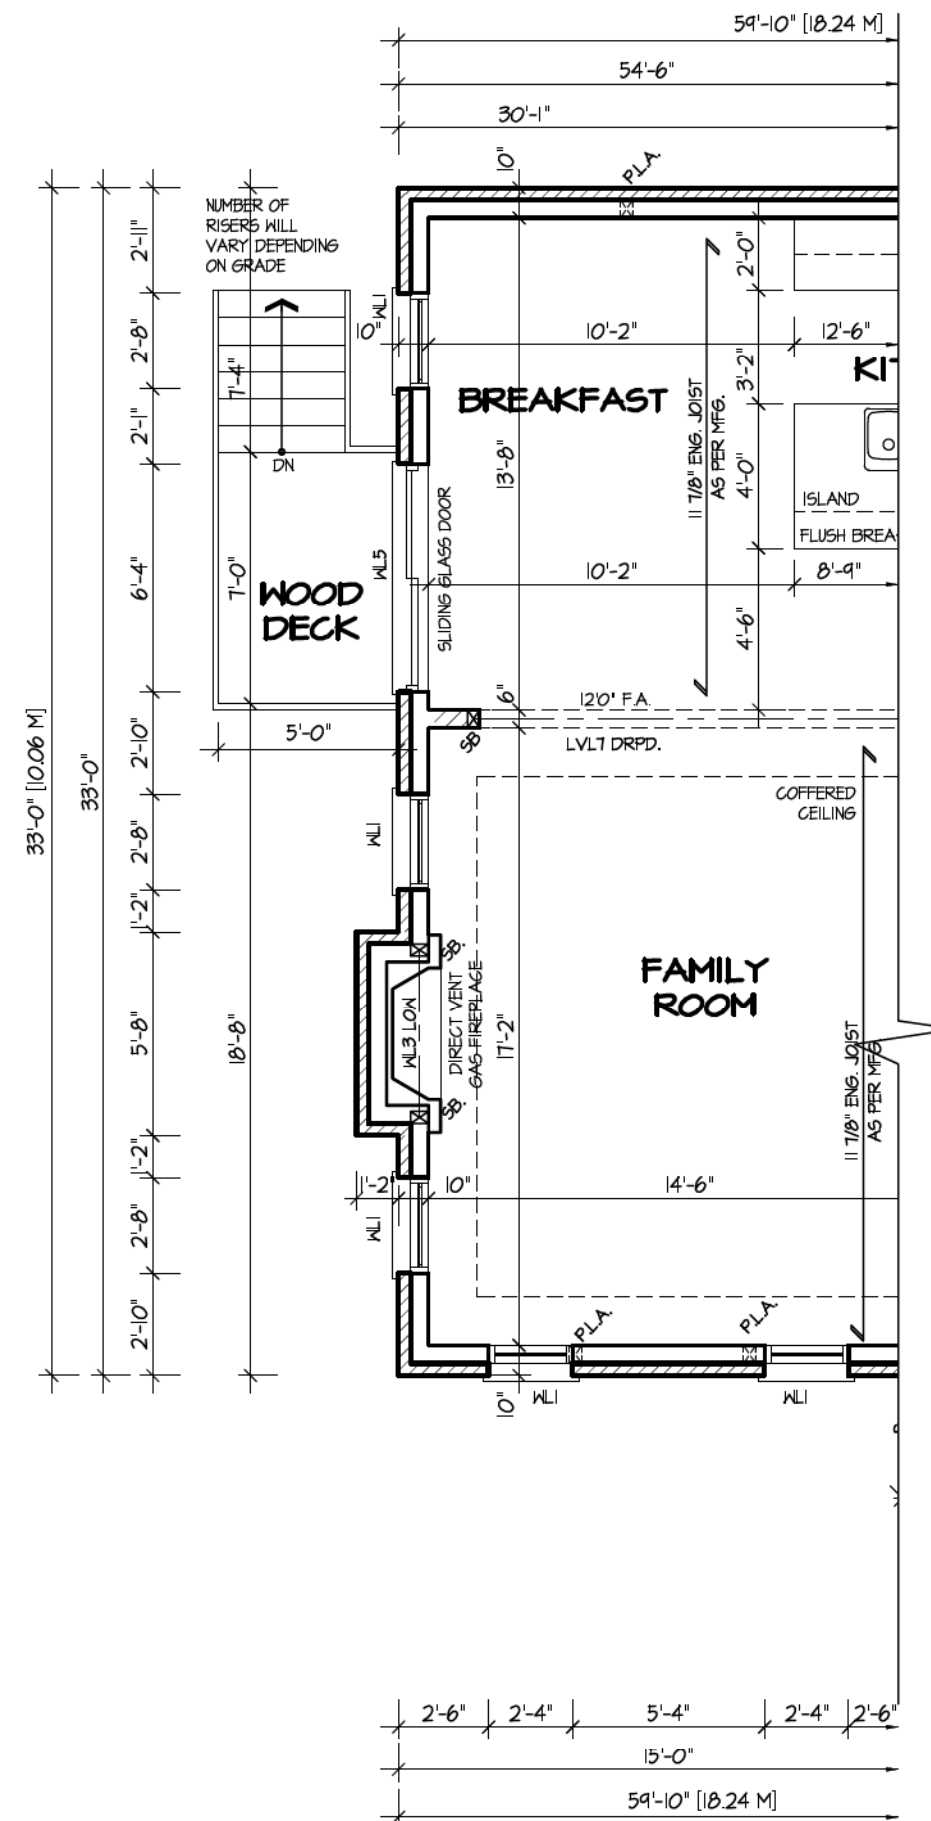 59'-10" [18.24 M]
54'-6"
30'-1"
10"
P.L.A.
NUMBER OF
RISERS WILL
VARY DEPENDING
ON GRADE
2'-11"
2'-0"
WL1
10"
10'-2"
12'-6"
2'-8"
7'-4"
3'-2"
KIT
BREAKFAST
11 7/8" ENG. JOIST
AS PER MFG.
2'-1"
DN
13'-8"
4'-0"
ISLAND
FLUSH BREA
SLIDING GLASS DOOR
WL5
6'-4"
7'-0"
10'-2"
8'-9"
WOOD
DECK
4'-6"
6"
12'0" F.A.
SB
LVL7 DRPD.
5'-0"
2'-10"
33'-0" [10.06 M]
33'-0"
COFFERED
CEILING
2'-8"
WL1
1'-2"
SB.
FAMILY
ROOM
DIRECT VENT
GAS FIREPLACE
WL3 LOW
17'-2"
5'-8"
18'-8"
11 7/8" ENG. JOIST
AS PER MFG
SB.
1'-2"
1'-2"
10"
14'-6"
2'-8"
WL1
2'-10"
P.L.A.
P.L.A.
10"
WL1
WL1
2'-6"
2'-4"
5'-4"
2'-4"
2'-6"
15'-0"
59'-10" [18.24 M]